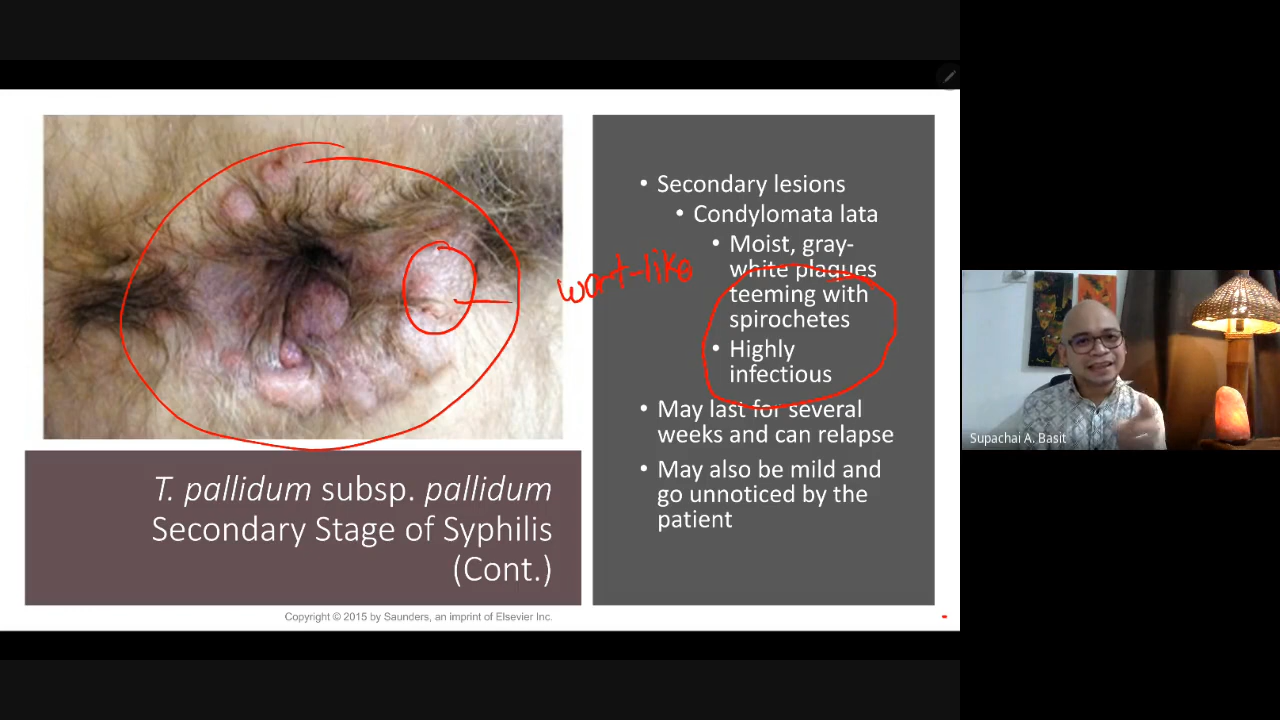 T. pallidum subsp. pallidum
Secondary Stage of Syphilis
(Cont.)
wart-like
• Secondary lesions
• Condylomata lata
• Moist, gray-
white plaques
teeming with
spirochetes
• Highly
infectious
• May last for several
weeks and can relapse
• May also be mild and
go unnoticed by the
patient
Copyright © 2015 by Saunders, an imprint of Elsevier Inc.
Supachai A. Basit